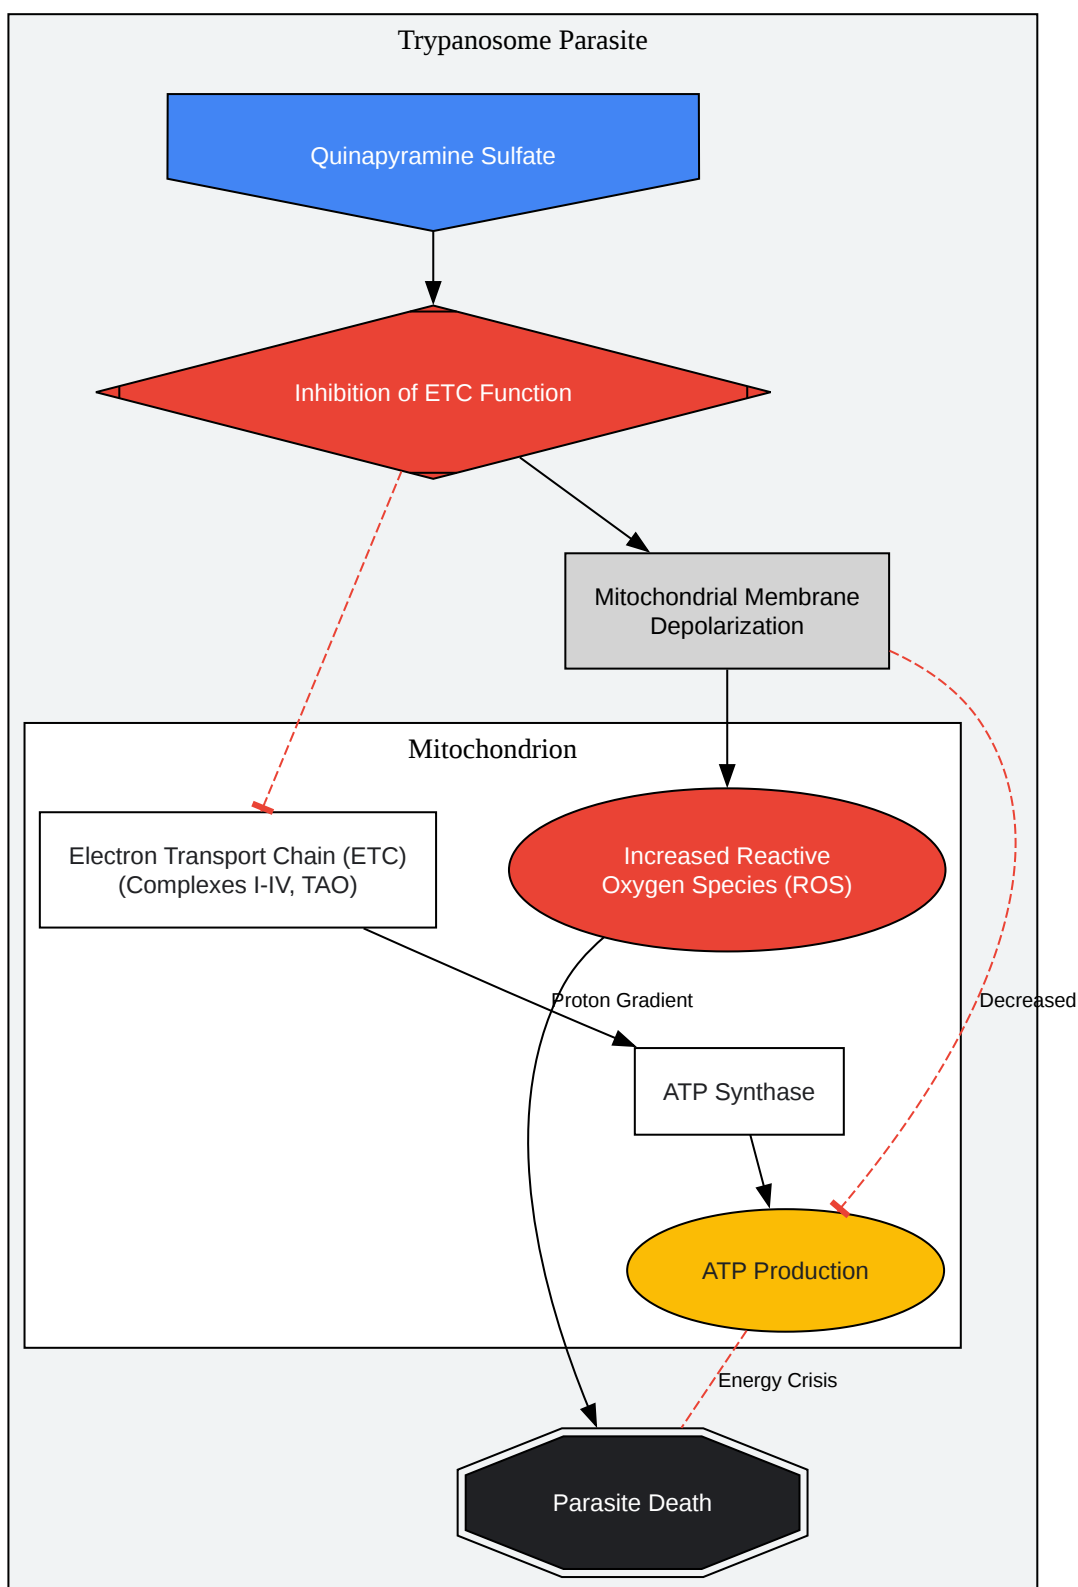 Trypanosome Parasite
Quinapyramine Sulfate
Inhibition of ETC Function
Mitochondrial Membrane
Depolarization
Mitochondrion
Electron Transport Chain (ETC)
(Complexes I-IV, TAO)
Increased Reactive
Oxygen Species (ROS)
Proton Gradient
Decreased
ATP Synthase
ATP Production
Energy Crisis
Parasite Death